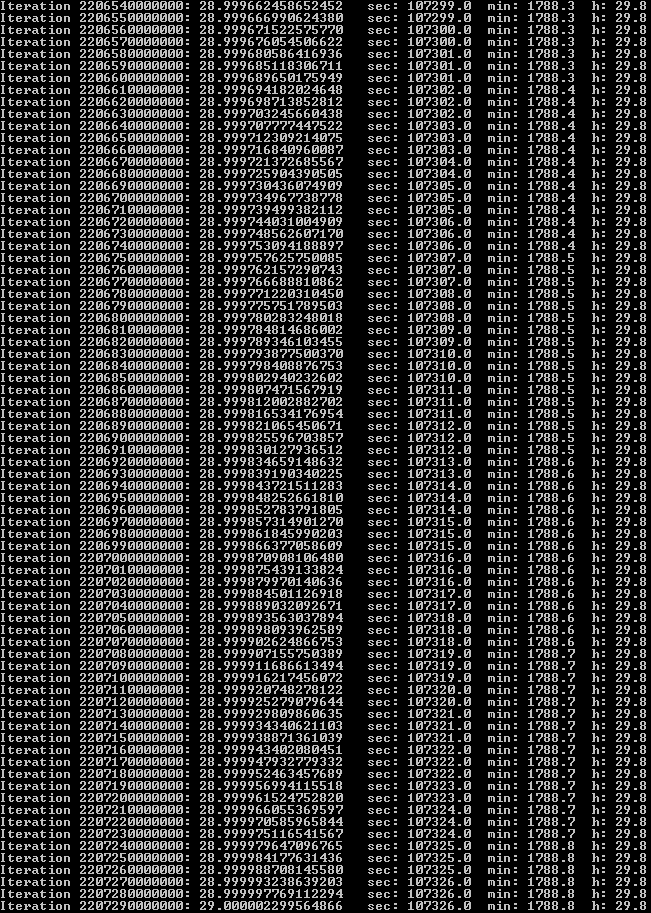 Iteration 2206540000000: 28.999662458652452 sec: 107299.0 min: 1788.3 h: 29.8
Iteration 2206550000000: 28.999666990624380 sec: 107299.0 min: 1788.3 h: 29.8
Iteration 2206560000000: 28.999671522575770 sec: 107300.0 min: 1788.3 h: 29.8
Iteration 2206570000000: 28.999676054506622 sec: 107300.0 min: 1788.3 h: 29.8
Iteration 2206580000000: 28.999680586416936 sec: 107301.0 min: 1788.3 h: 29.8
Iteration 2206590000000: 28.999685118306711 sec: 107301.0 min: 1788.3 h: 29.8
Iteration 2206600000000: 28.999689650175949 sec: 107301.0 min: 1788.3 h: 29.8
Iteration 2206610000000: 28.999694182024648 sec: 107302.0 min: 1788.4 h: 29.8
Iteration 2206620000000: 28.999698713852812 sec: 107302.0 min: 1788.4 h: 29.8
Iteration 2206630000000: 28.999703245660438 sec: 107303.0 min: 1788.4 h: 29.8
Iteration 2206640000000: 28.999707777447522 sec: 107303.0 min: 1788.4 h: 29.8
Iteration 2206650000000: 28.999712309214075 sec: 107303.0 min: 1788.4 h: 29.8
Iteration 2206660000000: 28.999716840960087 sec: 107304.0 min: 1788.4 h: 29.8
Iteration 2206670000000: 28.999721372685567 sec: 107304.0 min: 1788.4 h: 29.8
Iteration 2206680000000: 28.999725904390505 sec: 107305.0 min: 1788.4 h: 29.8
Iteration 2206690000000: 28.999730436074909 sec: 107305.0 min: 1788.4 h: 29.8
Iteration 2206700000000: 28.999734967738778 sec: 107305.0 min: 1788.4 h: 29.8
Iteration 2206710000000: 28.999739499382112 sec: 107305.0 min: 1788.4 h: 29.8
Iteration 2206720000000: 28.999744031004909 sec: 107306.0 min: 1788.4 h: 29.8
Iteration 2206730000000: 28.999748562607170 sec: 107306.0 min: 1788.4 h: 29.8
Iteration 2206740000000: 28.999753094188897 sec: 107306.0 min: 1788.4 h: 29.8
Iteration 2206750000000: 28.999757625750085 sec: 107307.0 min: 1788.5 h: 29.8
Iteration 2206760000000: 28.999762157290743 sec: 107307.0 min: 1788.5 h: 29.8
Iteration 2206770000000: 28.999766688810862 sec: 107307.0 min: 1788.5 h: 29.8
Iteration 2206780000000: 28.999771220310450 sec: 107308.0 min: 1788.5 h: 29.8
Iteration 2206790000000: 28.999775751789503 sec: 107308.0 min: 1788.5 h: 29.8
Iteration 2206800000000: 28.999780283248018 sec: 107308.0 min: 1788.5 h: 29.8
Iteration 2206810000000: 28.999784814686002 sec: 107309.0 min: 1788.5 h: 29.8
Iteration 2206820000000: 28.999789346103455 sec: 107309.0 min: 1788.5 h: 29.8
Iteration 2206830000000: 28.999793877500370 sec: 107310.0 min: 1788.5 h: 29.8
Iteration 2206840000000: 28.999798408876753 sec: 107310.0 min: 1788.5 h: 29.8
Iteration 2206850000000: 28.999802940232602 sec: 107310.0 min: 1788.5 h: 29.8
Iteration 2206860000000: 28.999807471567919 sec: 107311.0 min: 1788.5 h: 29.8
Iteration 2206870000000: 28.999812002882702 sec: 107311.0 min: 1788.5 h: 29.8
Iteration 2206880000000: 28.999816534176954 sec: 107311.0 min: 1788.5 h: 29.8
Iteration 2206890000000: 28.999821065450671 sec: 107312.0 min: 1788.5 h: 29.8
Iteration 2206900000000: 28.999825596703857 sec: 107312.0 min: 1788.5 h: 29.8
Iteration 2206910000000: 28.999830127936512 sec: 107312.0 min: 1788.5 h: 29.8
Iteration 2206920000000: 28.999834659148632 sec: 107313.0 min: 1788.6 h: 29.8
Iteration 2206930000000: 28.999839190340225 sec: 107313.0 min: 1788.6 h: 29.8
Iteration 2206940000000: 28.999843721511283 sec: 107314.0 min: 1788.6 h: 29.8
Iteration 2206950000000: 28.999848252661810 sec: 107314.0 min: 1788.6 h: 29.8
Iteration 2206960000000: 28.999852783791805 sec: 107314.0 min: 1788.6 h: 29.8
Iteration 2206970000000: 28.999857314901270 sec: 107315.0 min: 1788.6 h: 29.8
Iteration 2206980000000: 28.999861845990203 sec: 107315.0 min: 1788.6 h: 29.8
Iteration 2206990000000: 28.999866377058609 sec: 107315.0 min: 1788.6 h: 29.8
Iteration 2207000000000: 28.999870908106480 sec: 107316.0 min: 1788.6 h: 29.8
Iteration 2207010000000: 28.999875439133824 sec: 107316.0 min: 1788.6 h: 29.8
Iteration 2207020000000: 28.999879970140636 sec: 107316.0 min: 1788.6 h: 29.8
Iteration 2207030000000: 28.999884501126918 sec: 107317.0 min: 1788.6 h: 29.8
Iteration 2207040000000: 28.999889032092671 sec: 107317.0 min: 1788.6 h: 29.8
Iteration 2207050000000: 28.999893563037894 sec: 107318.0 min: 1788.6 h: 29.8
Iteration 2207060000000: 28.999898093962589 sec: 107318.0 min: 1788.6 h: 29.8
Iteration 2207070000000: 28.999902624866753 sec: 107318.0 min: 1788.6 h: 29.8
Iteration 2207080000000: 28.999907155750389 sec: 107319.0 min: 1788.7 h: 29.8
Iteration 2207090000000: 28.999911686613494 sec: 107319.0 min: 1788.7 h: 29.8
Iteration 2207100000000: 28.999916217456072 sec: 107319.0 min: 1788.7 h: 29.8
Iteration 2207110000000: 28.999920748278122 sec: 107320.0 min: 1788.7 h: 29.8
Iteration 2207120000000: 28.999925279079644 sec: 107320.0 min: 1788.7 h: 29.8
Iteration 2207130000000: 28.999929809860635 sec: 107321.0 min: 1788.7 h: 29.8
Iteration 2207140000000: 28.999934340621103 sec: 107321.0 min: 1788.7 h: 29.8
Iteration 2207150000000: 28.999938871361039 sec: 107321.0 min: 1788.7 h: 29.8
Iteration 2207160000000: 28.999943402080451 sec: 107322.0 min: 1788.7 h: 29.8
Iteration 2207170000000: 28.999947932779332 sec: 107322.0 min: 1788.7 h: 29.8
Iteration 2207180000000: 28.999952463457689 sec: 107322.0 min: 1788.7 h: 29.8
Iteration 2207190000000: 28.999956994115518 sec: 107323.0 min: 1788.7 h: 29.8
Iteration 2207200000000: 28.999961524752820 sec: 107323.0 min: 1788.7 h: 29.8
Iteration 2207210000000: 28.999966055369597 sec: 107324.0 min: 1788.7 h: 29.8
Iteration 2207220000000: 28.999970585965844 sec: 107324.0 min: 1788.7 h: 29.8
Iteration 2207230000000: 28.999975116541567 sec: 107324.0 min: 1788.7 h: 29.8
Iteration 2207240000000: 28.999979647096765 sec: 107325.0 min: 1788.8 h: 29.8
Iteration 2207250000000: 28.999984177631436 sec: 107325.0 min: 1788.8 h: 29.8
Iteration 2207260000000: 28.999988708145580 sec: 107325.0 min: 1788.8 h: 29.8
Iteration 2207270000000: 28.999993238639203 sec: 107326.0 min: 1788.8 h: 29.8
Iteration 2207280000000: 28.999997769112294 sec: 107326.0 min: 1788.8 h: 29.8
Iteration 2207290000000: 29.000002299564866 sec: 107326.0 min: 1788.8 h: 29.8